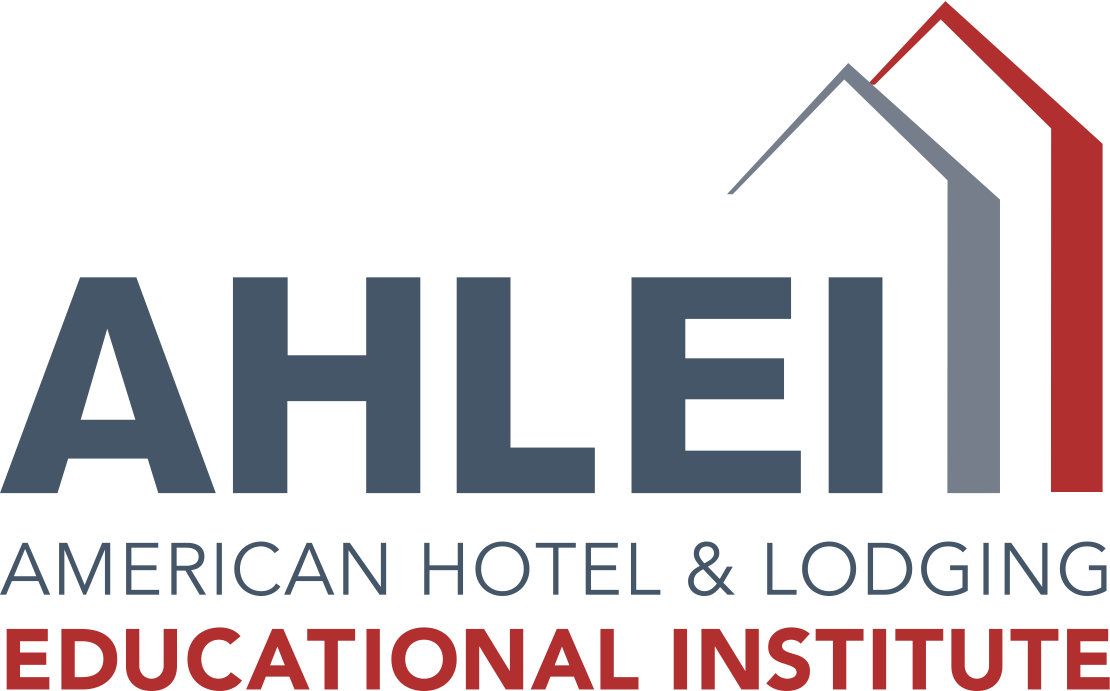 AHLEI
AMERICAN HOTEL & LODGING
EDUCATIONAL INSTITUTE